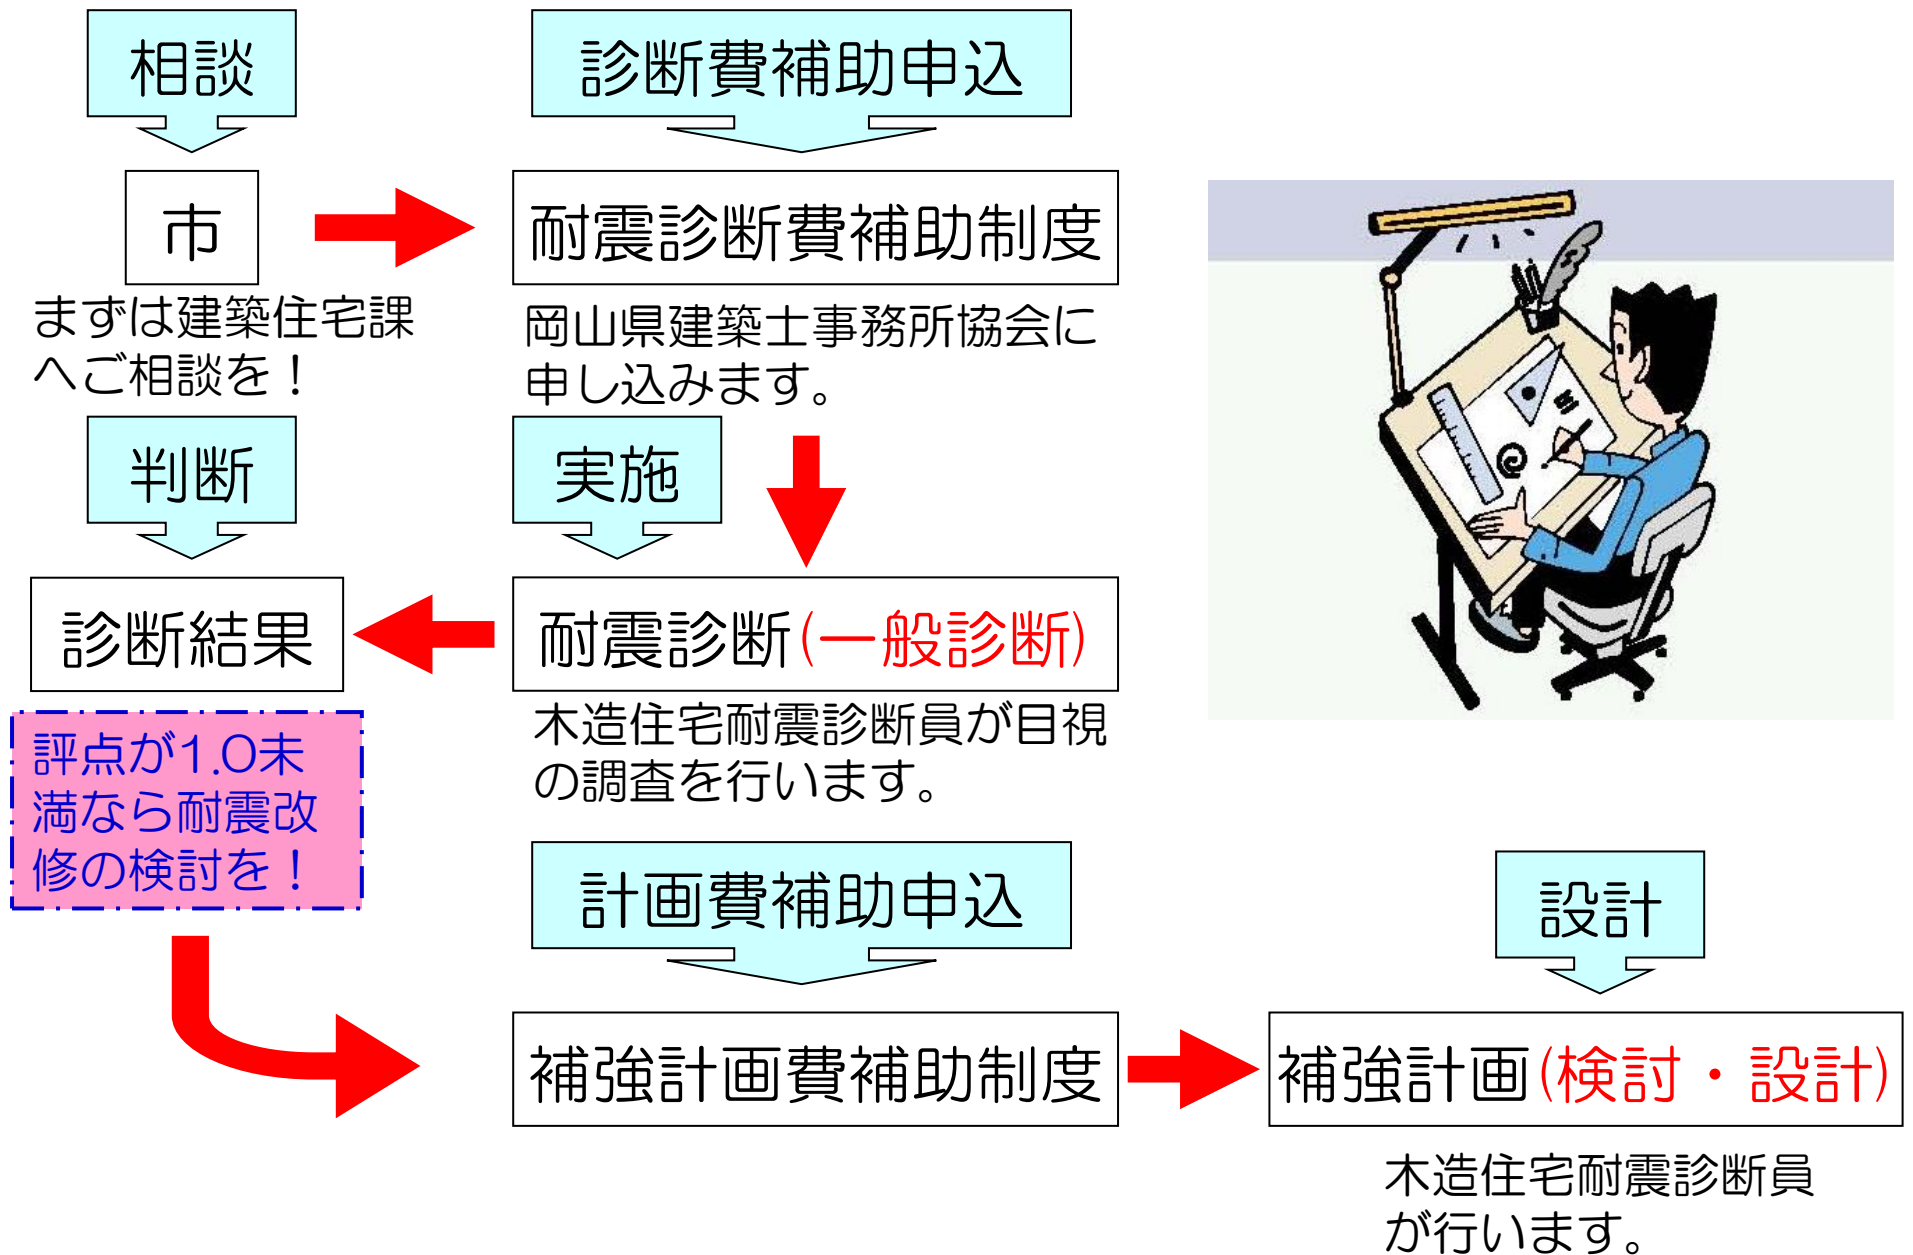 相談
市
まずは建築住宅課
へご相談を！
診断費補助申込
耐震診断費補助制度
岡山県建築士事務所協会に
申し込みます。
実施
耐震診断(一般診断)
木造住宅耐震診断員が目視
の調査を行います。
判断
診断結果
評点が1.0未
満なら耐震改
修の検討を！
計画費補助申込
補強計画費補助制度
設計
補強計画(検討・設計)
木造住宅耐震診断員
が行います。